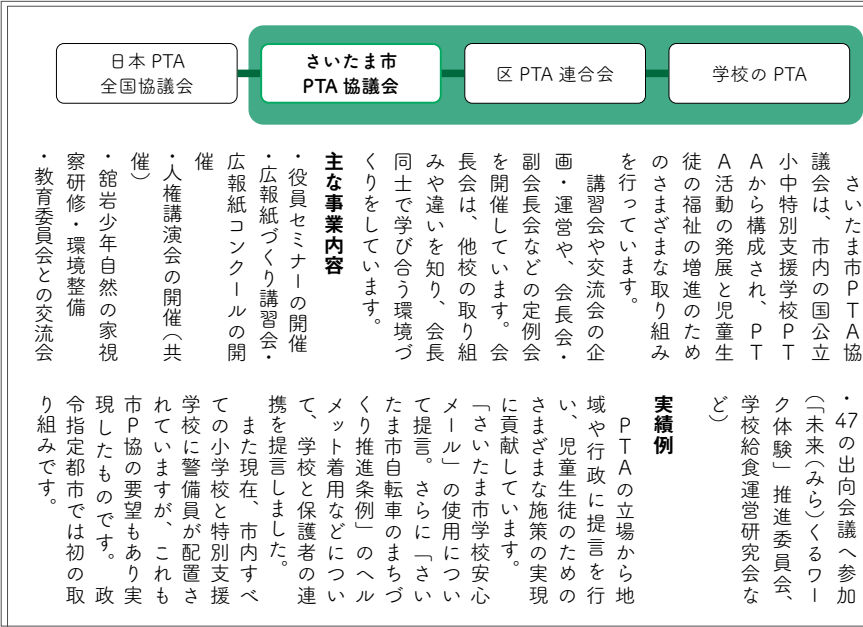 日本 PTA
全国協議会
さいたま市
PTA 協議会
区 PTA 連合会
学校の PTA
さいたま市PTA協
議会は、市内の国公立
小中特別支援学校PT
Aから構成され、PT
A活動の発展と児童生
徒の福祉の増進のため
のさまざまな取り組み
を行っています。
講習会や交流会の企
画・運営や、会長会・
副会長会などの定例会
を開催しています。会
長会は、他校の取り組
みや違いを知り、会長
同士で学び合う環境づ
くりをしています。
主な事業内容
・役員セミナーの開催
・広報紙づくり講習会・
広報紙コンクールの開
催
・人権講演会の開催(共
催)
・舘岩少年自然の家視
察研修・環境整備
・教育委員会との交流会
・47の出向会議へ参加
(「未来(みら)くるワー
ク体験」推進委員会、
学校給食運営研究会な
ど)
実績例
PTAの立場から地
域や行政に提言を行
い、児童生徒のための
さまざまな施策の実現
に貢献しています。
「さいたま市学校安心
メール」の使用につい
て提言。さらに「さい
たま市自転車のまちづ
くり推進条例」のヘル
メット着用などについ
て、学校と保護者の連
携を提言しました。
また現在、市内すべ
ての小学校と特別支援
学校に警備員が配置さ
れていますが、これも
市P協の要望もあり実
現したものです。 政
令指定都市では初の取
り組みです。